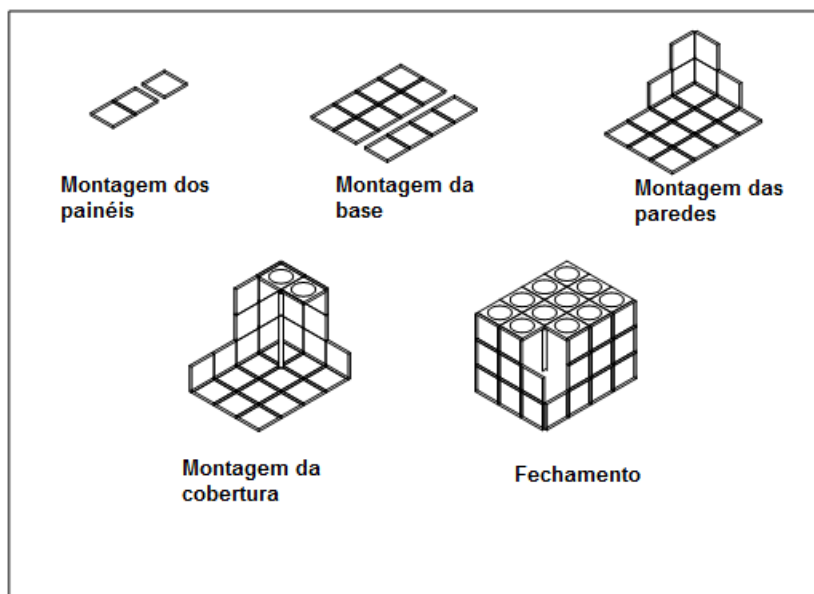 Montagem dos
painéis
Montagem da
base
Montagem das
paredes
Montagem da
cobertura
Fechamento